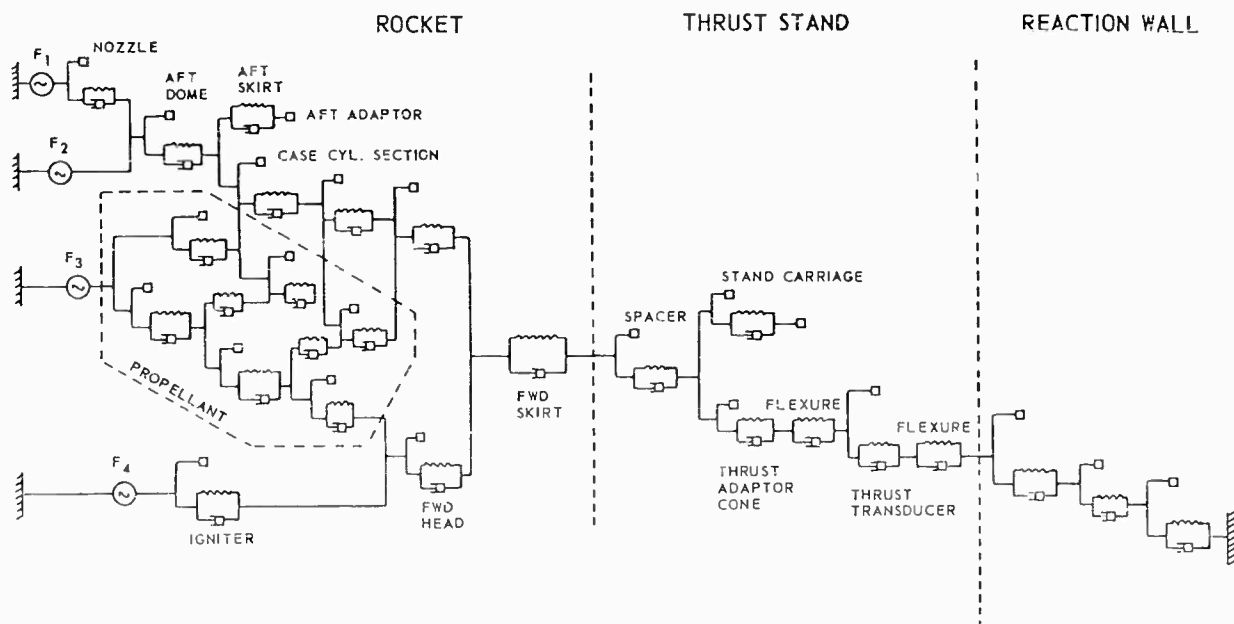 ROCKET
THRUST STAND
REACTION WALL
F1
NOZZLE
AFT
DOME
AFT
SKIRT
AFT ADAPTOR
F2
CASE CYL. SECTION
F3
PROPELLANT
STAND CARRIAGE
SPACER
FWD
SKIRT
FLEXURE
FLEXURE
THRUST
ADAPTOR
CONE
THRUST
TRANSDUCER
F4
IGNITER
FWD
HEAD